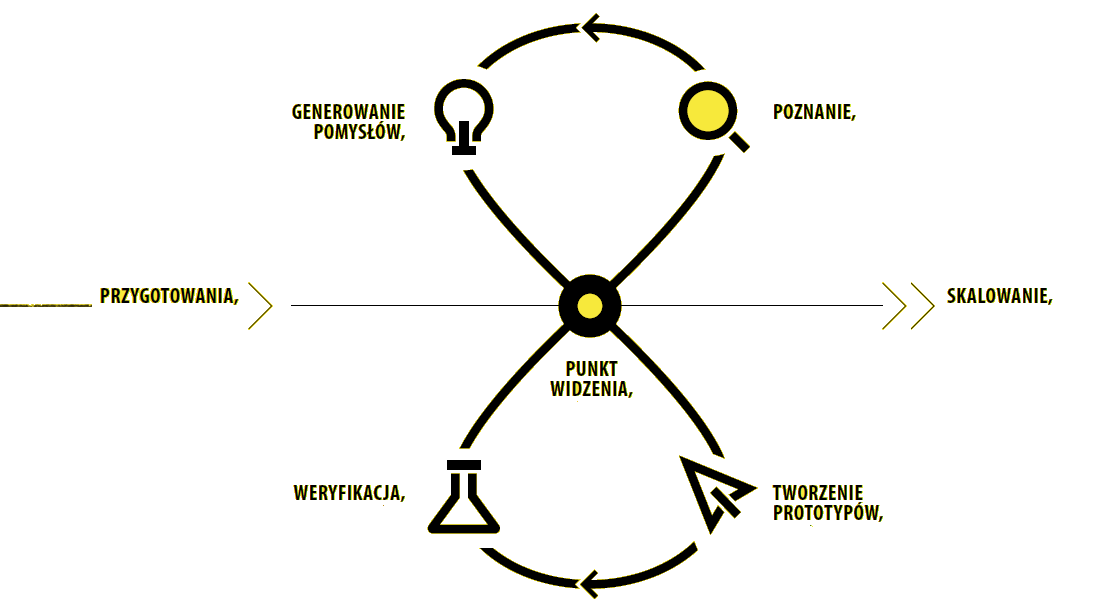 GENEROWANIE
POMYSŁÓW,
POZNANIE,
PRZYGOTOWANIA,
SKALOWANIE,
PUNKT
WIDZENIA,
WERYFIKACJA,
TWORZENIE
PROTOTYPÓW,